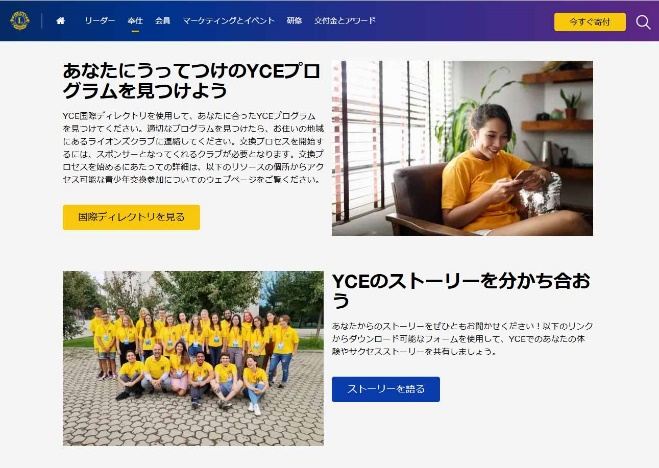 リーダー 奉仕 会員 マーケティングとイベント 研修 交付金とアワード 今すぐ寄付
あなたにうってつけのYCEプロ
グラムを見つけよう
YCE国際ディレクトリを使用して、あなたに合ったYCEプログラム
を見つけてください。適切なプログラムを見つけたら、お住いの地域
にあるライオンズクラブに連絡してください。交換プロセスを開始す
るには、スポンサーとなってくれるクラブが必要となります。交換プ
ロセスを始めるにあたっての詳細は、以下のリソースの個所からアク
セス可能な青少年交換参加についてのウェブページをご覧ください。
国際ディレクトリを見る
YCEのストーリーを分かち合お
う
あなたからのストーリーをぜひともお聞かせください！以下のリンク
からダウンロード可能なフォームを使用して、YCEでのあなたの体
験やサクセスストーリーを共有しましょう。
ストーリーを語る